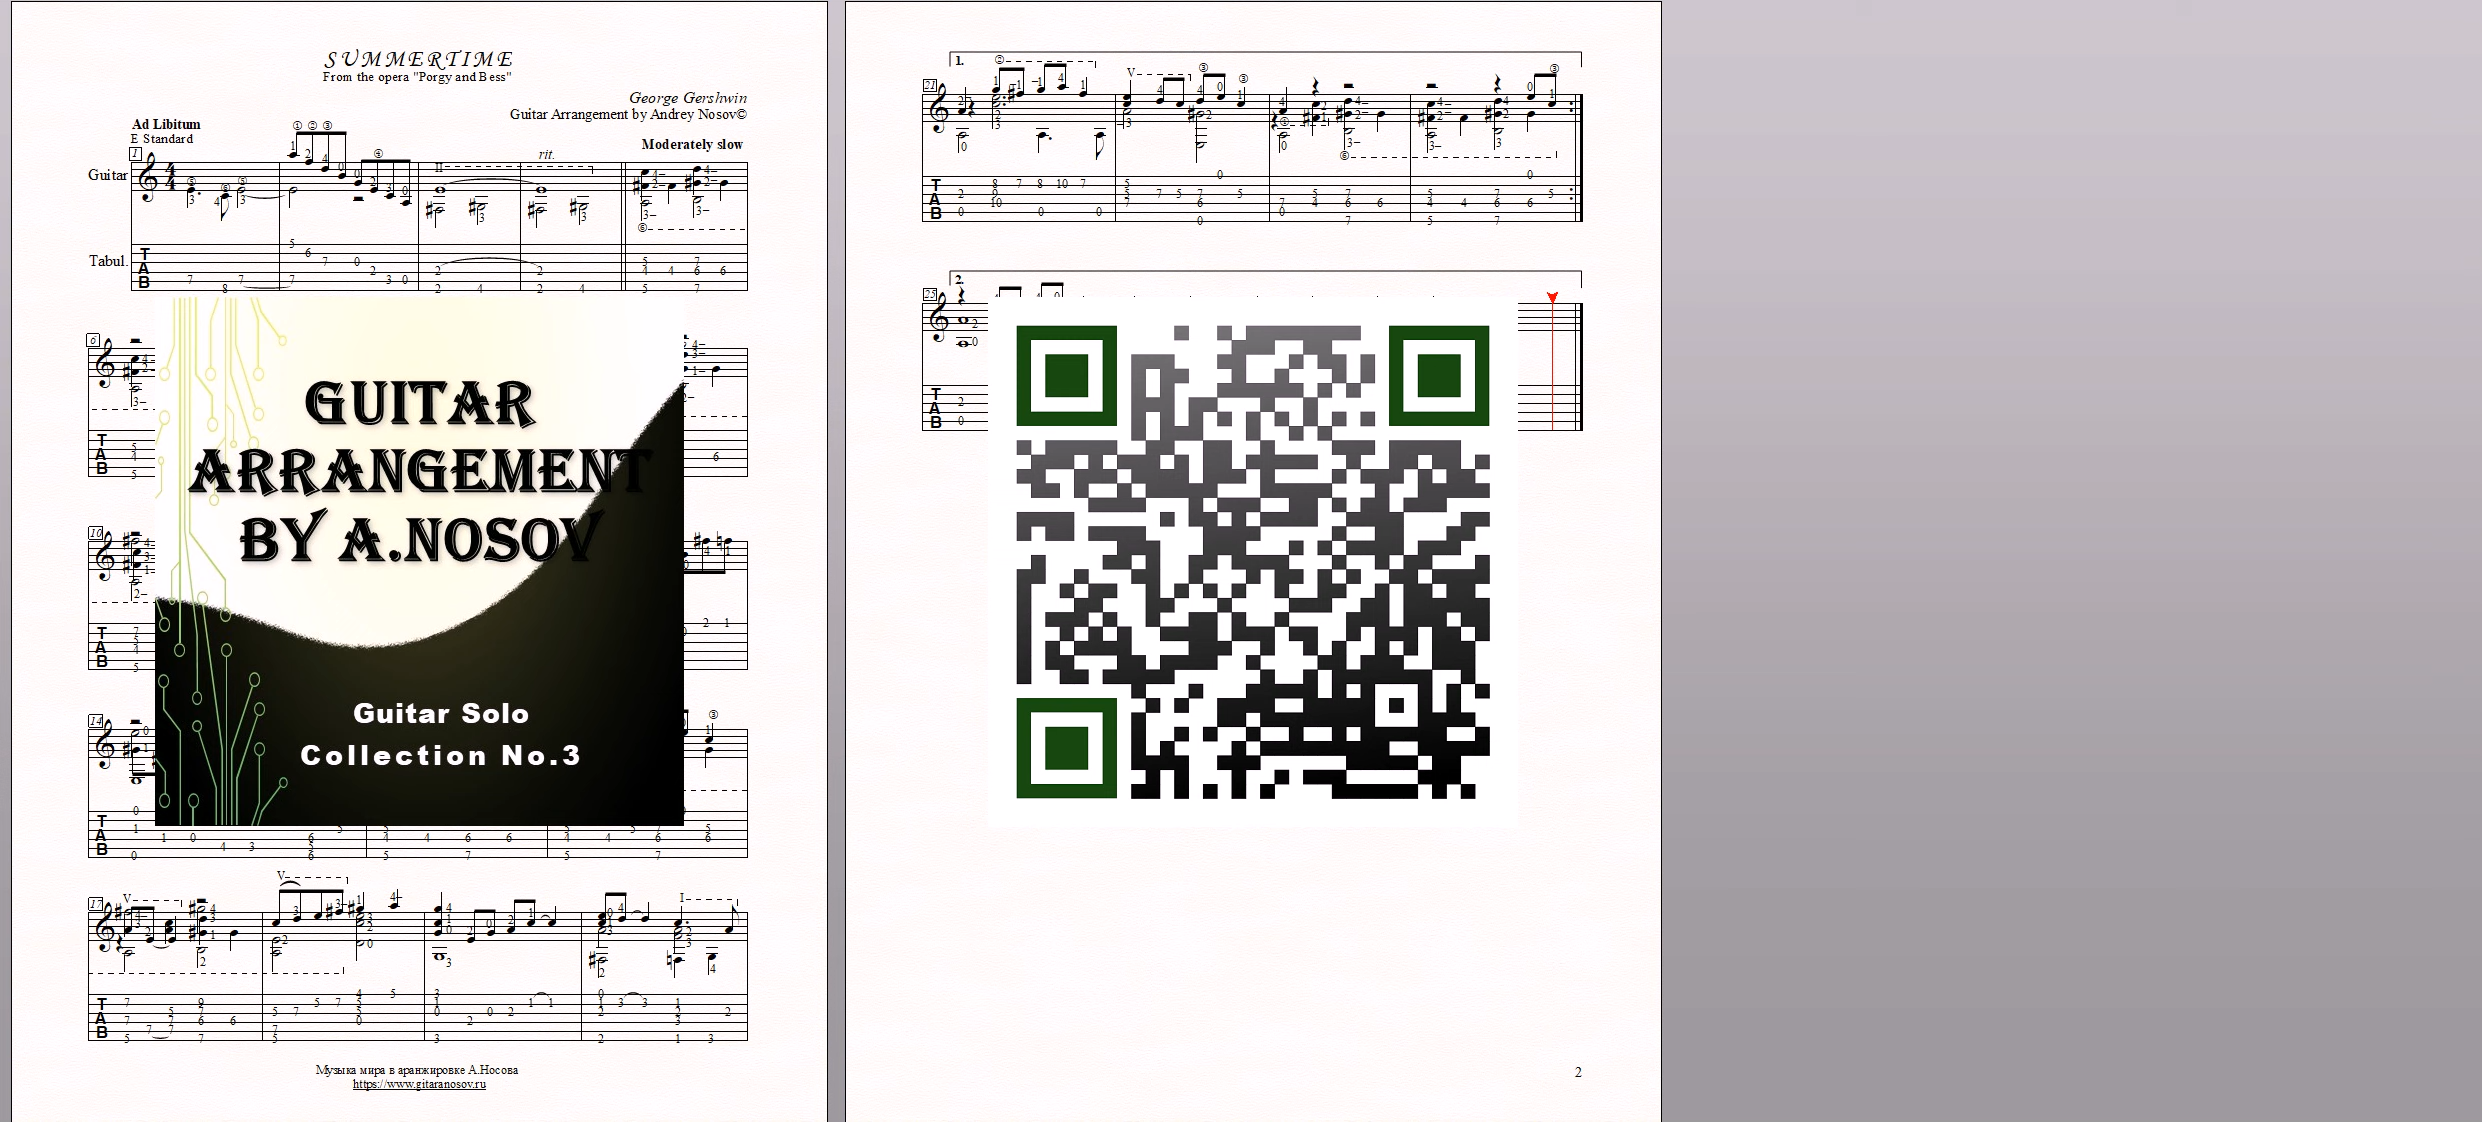 SUMMERTIME
From the opera "Porgy and Bess"
George Gershwin
Guitar Arrangement by Andrey Nosov©
Ad Libitum
E Standard
Moderately slow
rit.
Guitar
Tabul.
GUITAR
ARRANGEMENT
BY A.NOSOV
Guitar Solo
Collection No.3
Музыка мира в аранжировке А.Носова
https://www.gitaranosov.ru
1.
2.
2